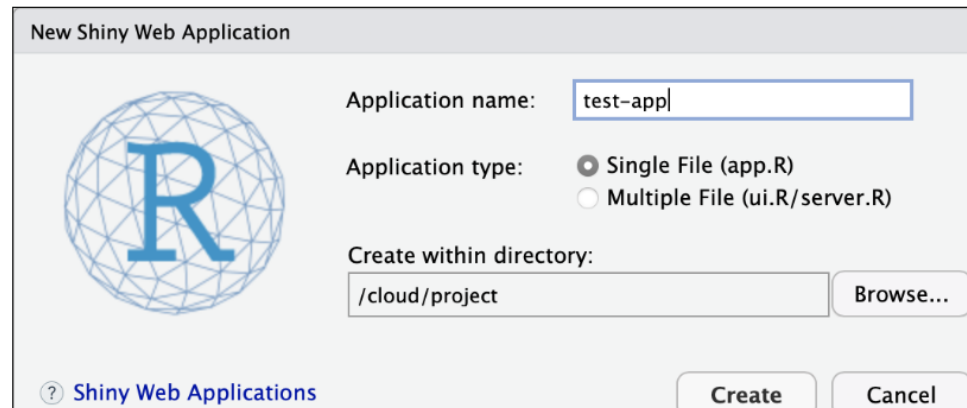 New Shiny Web Application
R
Application name: test-app
Application type: Single File (app.R)
Multiple File (ui.R/server.R)
Create within directory:
/cloud/project Browse...
? Shiny Web Applications Create Cancel